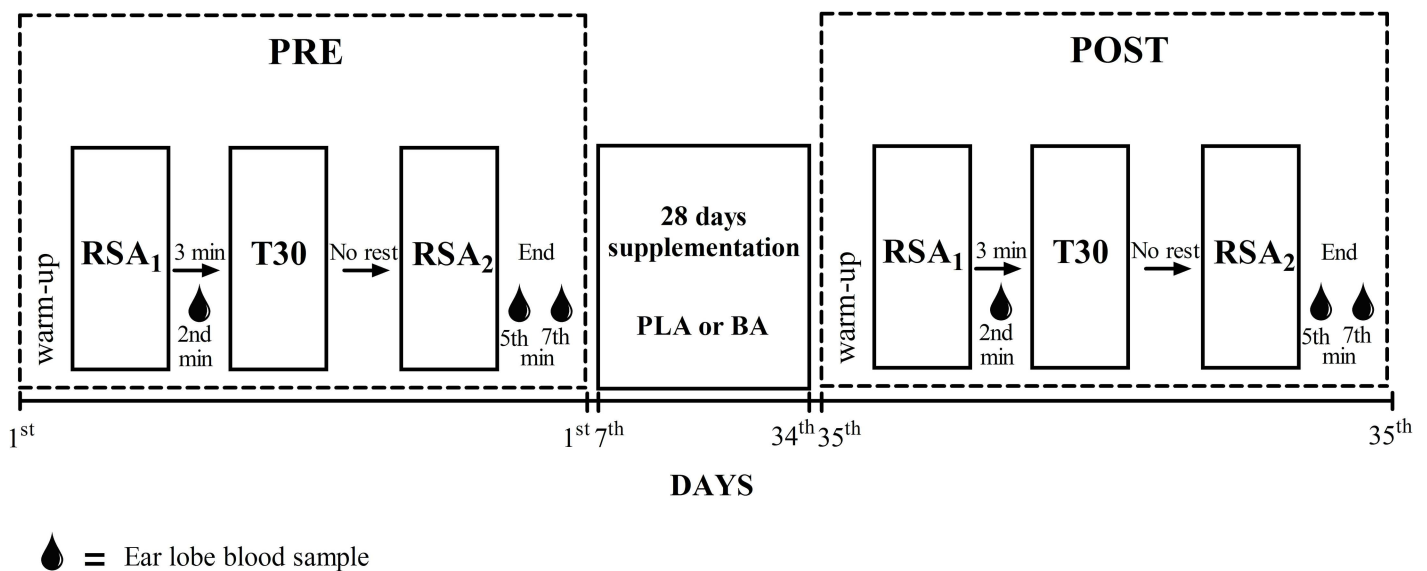 PRE
warm-up
RSA₁
3 min
2nd
min
T30
No rest
RSA₂
End
5th 7th
min
28 days
supplementation
PLA or BA
POST
warm-up
RSA₁
3 min
2nd
min
T30
No rest
RSA₂
End
5th 7th
min
1st 1st 7th 34th 35th 35th
DAYS
= Ear lobe blood sample